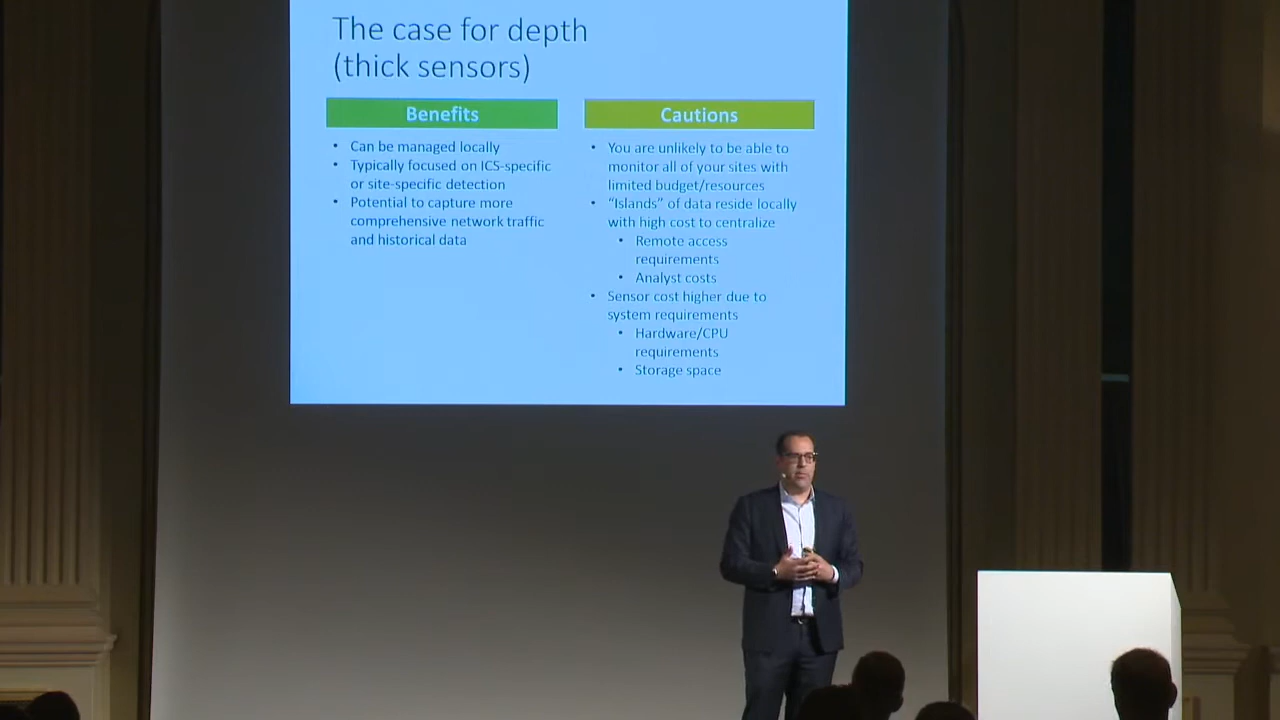 The case for depth
(thick sensors)
Benefits
• Can be managed locally
• Typically focused on ICS-specific
or site-specific detection
• Potential to capture more
comprehensive network traffic
and historical data
Cautions
• You are unlikely to be able to
monitor all of your sites with
limited budget/resources
• “Islands” of data reside locally
with high cost to centralize
• Remote access
requirements
• Analyst costs
• Sensor cost higher due to
system requirements
• Hardware/CPU
requirements
• Storage space